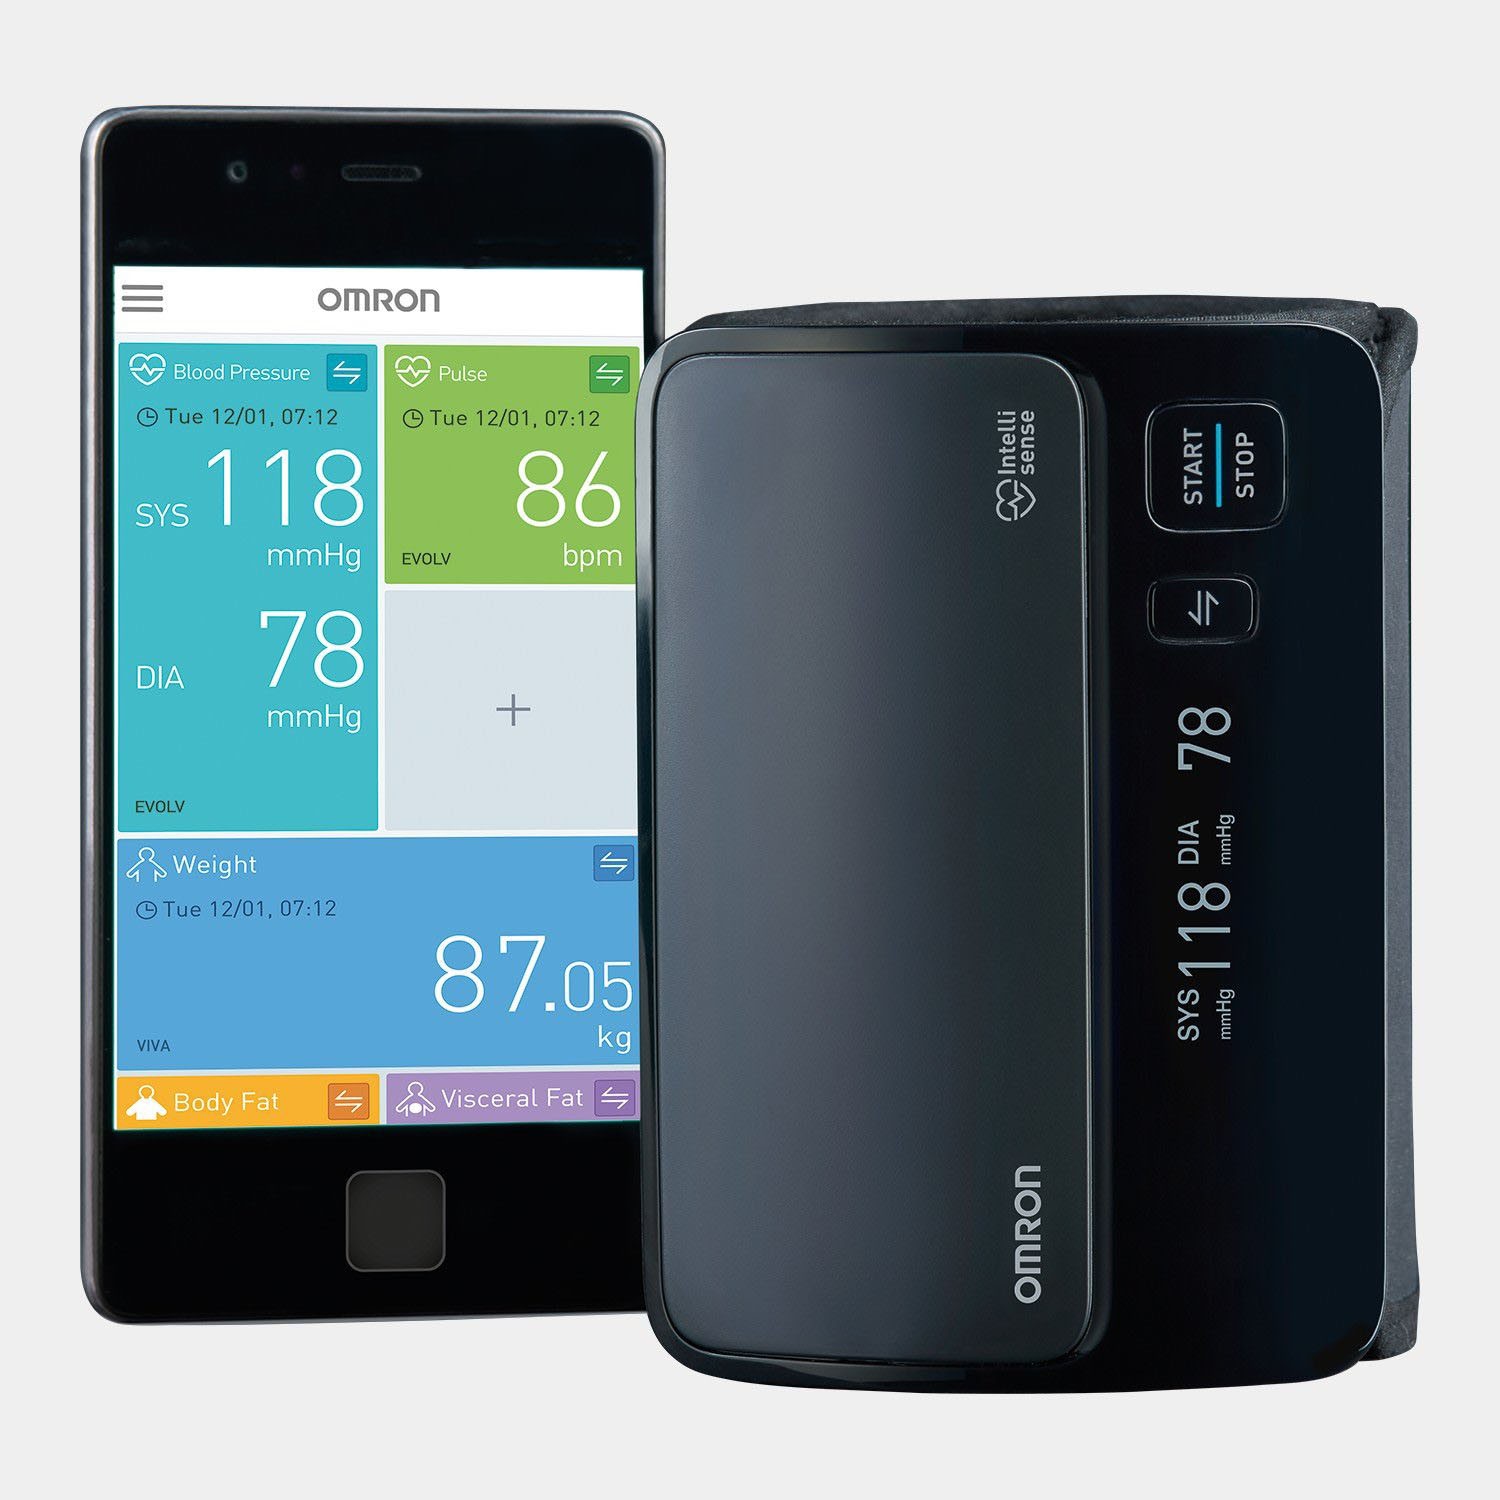 OMRON
Blood Pressure
Tue 12/01, 07:12
SYS 118
mmHg
DIA 78
mmHg
EVOLV
Pulse
Tue 12/01, 07:12
86
EVOLV bpm
+
Weight
Tue 12/01, 07:12
87.05
kg
VIVA
Body Fat
Visceral Fat
Intelli
sense
OMRON
START
STOP
SYS 118 DIA 78
mmHg mmHg